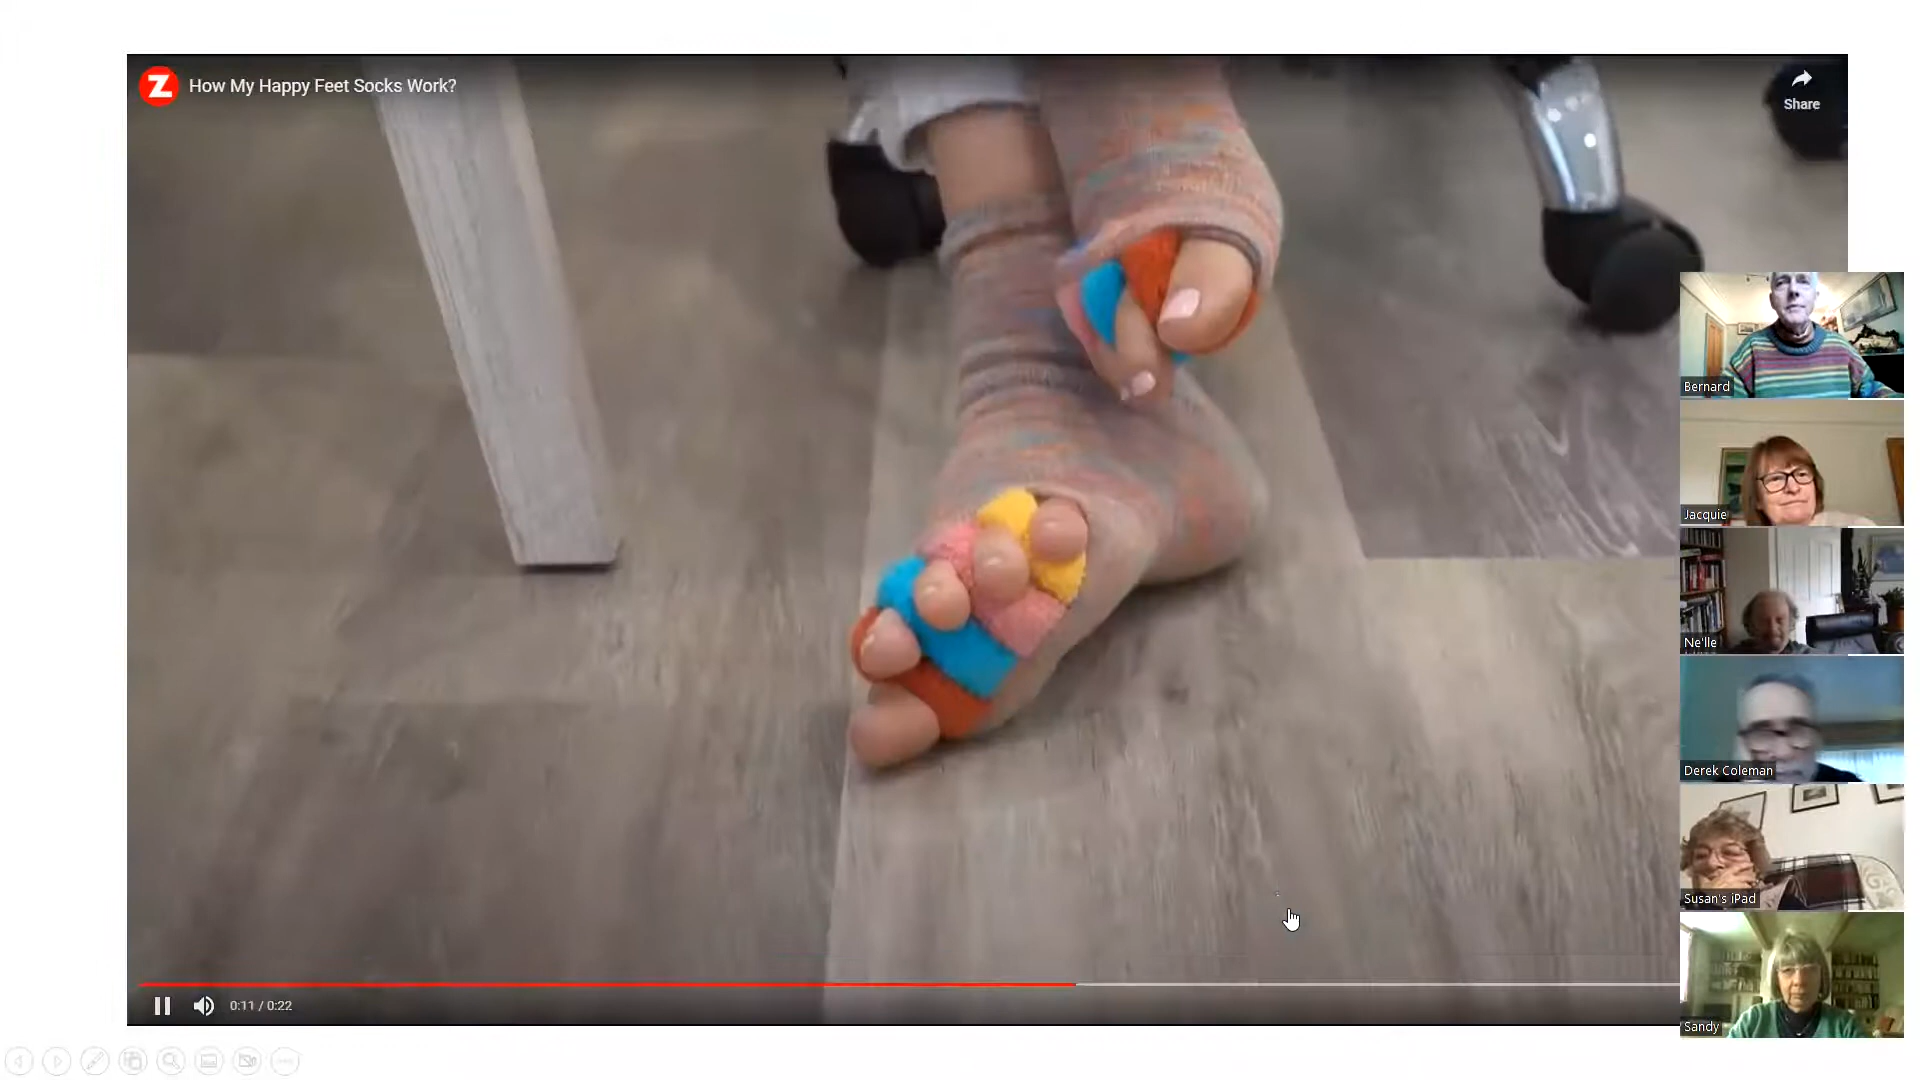 Z How My Happy Feet Socks Work?
Share
Bernard
Jacquie
Ne'lle
Derek Coleman
Susan's iPad
Sandy
0:11 / 0:22